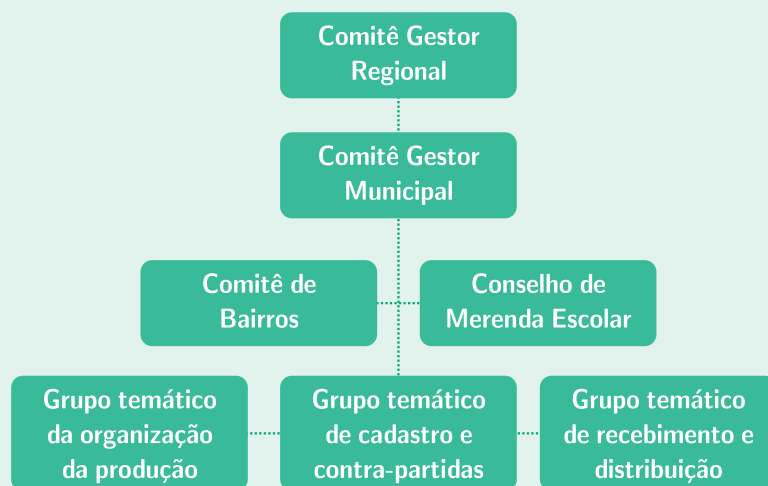 Comitê Gestor
Regional
Comitê Gestor
Municipal
Comitê de
Bairros
Conselho de
Merenda Escolar
Grupo temático
da organização
da produção
Grupo temático
de cadastro e
contra-partidas
Grupo temático
de recebimento e
distribuição